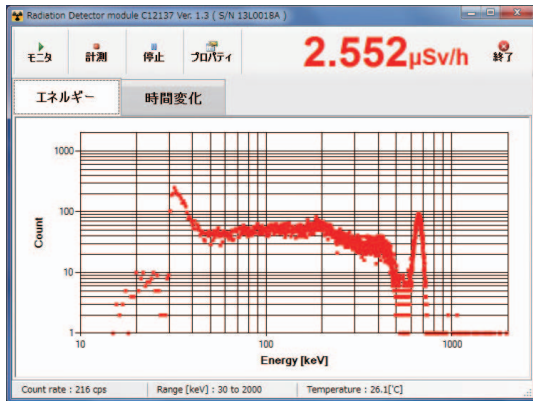 Radiation Detector module C12137 Ver. 1.3 ( S/N 13L0018A )
モニタ 計測 停止 プロパティ 2.552μSv/h 終了
エネルギー 時間変化
1000
100
10
1
Count
10 100 1000
Energy [keV]
Count rate : 216 cps Range [keV] : 30 to 2000 Temperature : 26.1[℃]